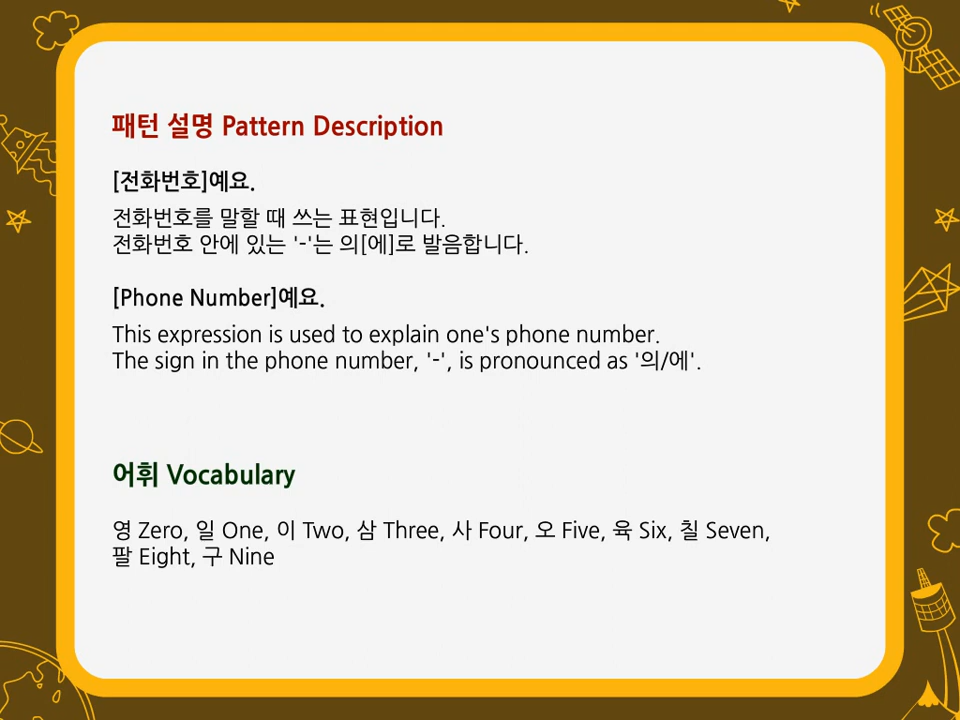 패턴 설명 Pattern Description
[전화번호]예요.
전화번호를 말할 때 쓰는 표현입니다.
전화번호 안에 있는 '-'는 의[에]로 발음합니다.
[Phone Number]예요.
This expression is used to explain one's phone number.
The sign in the phone number, '-', is pronounced as '의/에'.
어휘 Vocabulary
영 Zero, 일 One, 이 Two, 삼 Three, 사 Four, 오 Five, 육 Six, 칠 Seven,
팔 Eight, 구 Nine